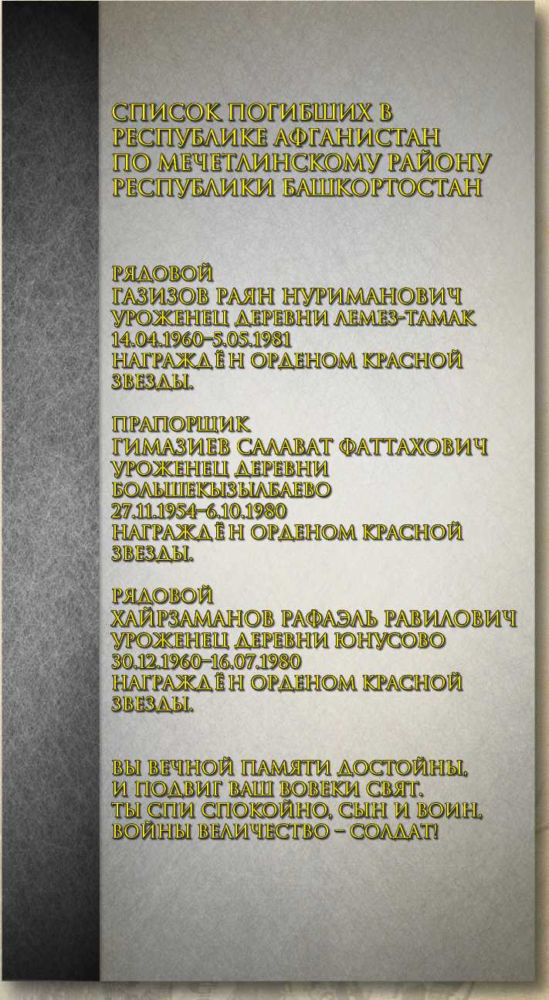 СПИСОК ПОГИБШИХ В
РЕСПУБЛИКЕ АФГАНИСТАН
ПО МЕЧЕТЛИНСКОМУ РАЙОНУ
РЕСПУБЛИКИ БАШКОРТОСТАН
РЯДОВОЙ
ГАЗИЗОВ РАЯН НУРИМАНОВИЧ
УРОЖЕНЕЦ ДЕРЕВНИ ЛЕМЕЗ-ТАМАК
14.04.1960–5.05.1981
НАГРАЖДЁН ОРДЕНОМ КРАСНОЙ
ЗВЕЗДЫ.
ПРАПОРЩИК
ГИМАЗИЕВ САЛАВАТ ФАТТАХОВИЧ
УРОЖЕНЕЦ ДЕРЕВНИ
БОЛЬШЕКЫЗЫЛБАЕВО
27.11.1954–6.10.1980
НАГРАЖДЁН ОРДЕНОМ КРАСНОЙ
ЗВЕЗДЫ.
РЯДОВОЙ
ХАЙРЗАМАНОВ РАФАЭЛЬ РАВИЛОВИЧ
УРОЖЕНЕЦ ДЕРЕВНИ ЮНУСОВО
30.12.1960–16.07.1980
НАГРАЖДЁН ОРДЕНОМ КРАСНОЙ
ЗВЕЗДЫ.
ВЫ ВЕЧНОЙ ПАМЯТИ ДОСТОЙНЫ,
И ПОДВИГ ВАШ ВОВЕКИ СВЯТ.
ТЫ СПИ СПОКОЙНО, СЫН И ВОИН,
ВОЙНЫ ВЕЛИЧЕСТВО – СОЛДАТ!